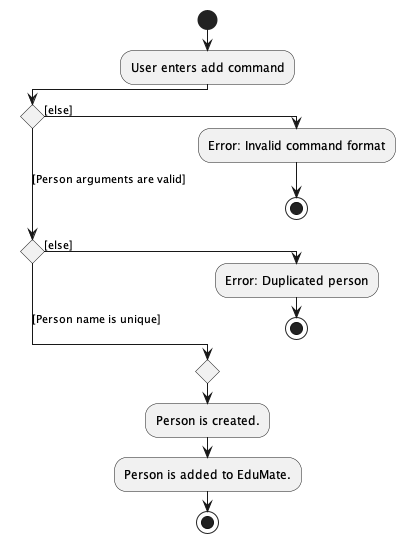 User enters add command
[else]
Error: Invalid command format
[Person arguments are valid]
[else]
Error: Duplicated person
[Person name is unique]
Person is created.
Person is added to EduMate.